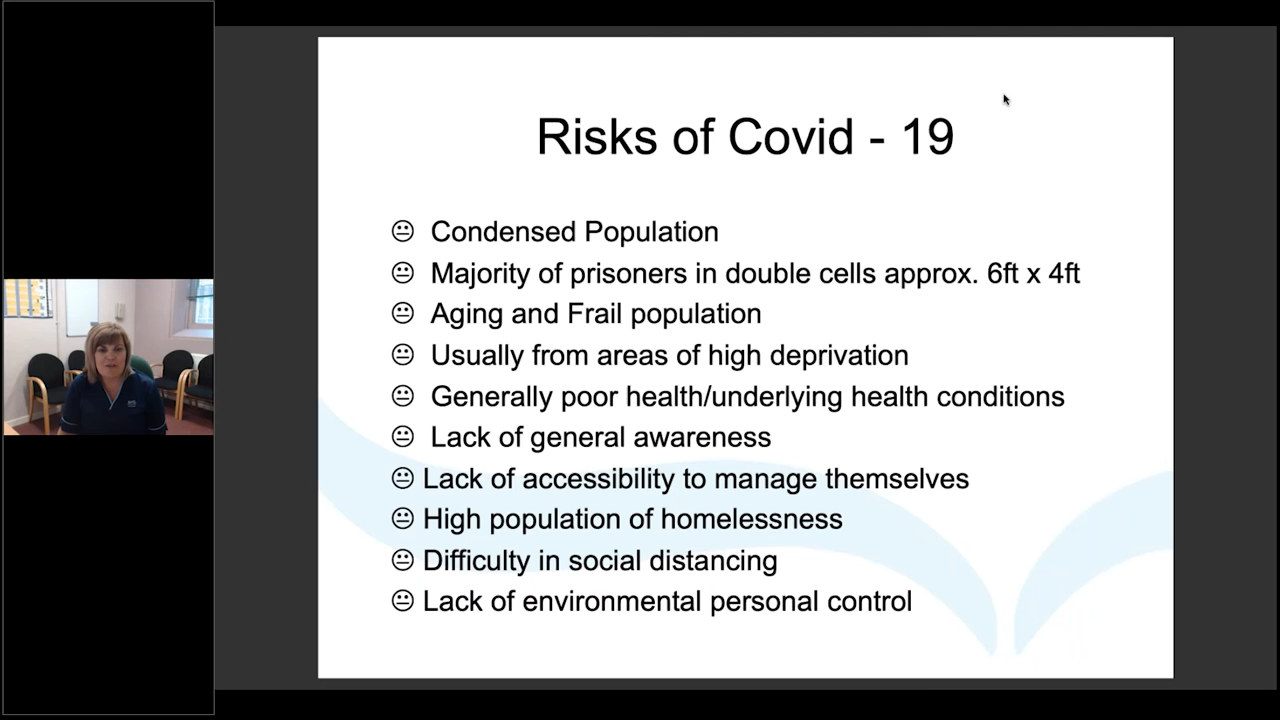 Risks of Covid - 19
Condensed Population
Majority of prisoners in double cells approx. 6ft x 4ft
Aging and Frail population
Usually from areas of high deprivation
Generally poor health/underlying health conditions
Lack of general awareness
Lack of accessibility to manage themselves
High population of homelessness
Difficulty in social distancing
Lack of environmental personal control